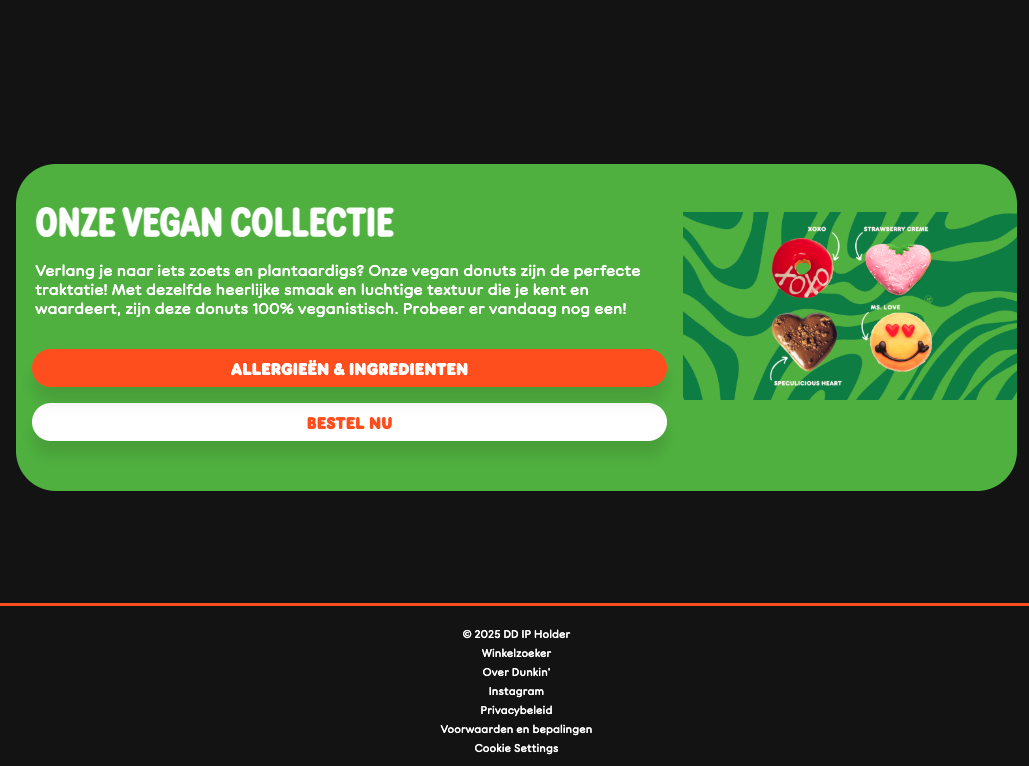 ONZE VEGAN COLLECTIE
Verlang je naar iets zoets en plantaardigs? Onze vegan donuts zijn de perfecte
traktatie! Met dezelfde heerlijke smaak en luchtige textuur die je kent en
waardeert, zijn deze donuts 100% veganistisch. Probeer er vandaag nog een!
ALLERGIEËN & INGREDIENTEN
BESTEL NU
XOXO
STRAWBERRY CREME
XOXO
MS. LOVE
SPECULICIOUS HEART
© 2025 DD IP Holder
Winkelzoeker
Over Dunkin'
Instagram
Privacybeleid
Voorwaarden en bepalingen
Cookie Settings